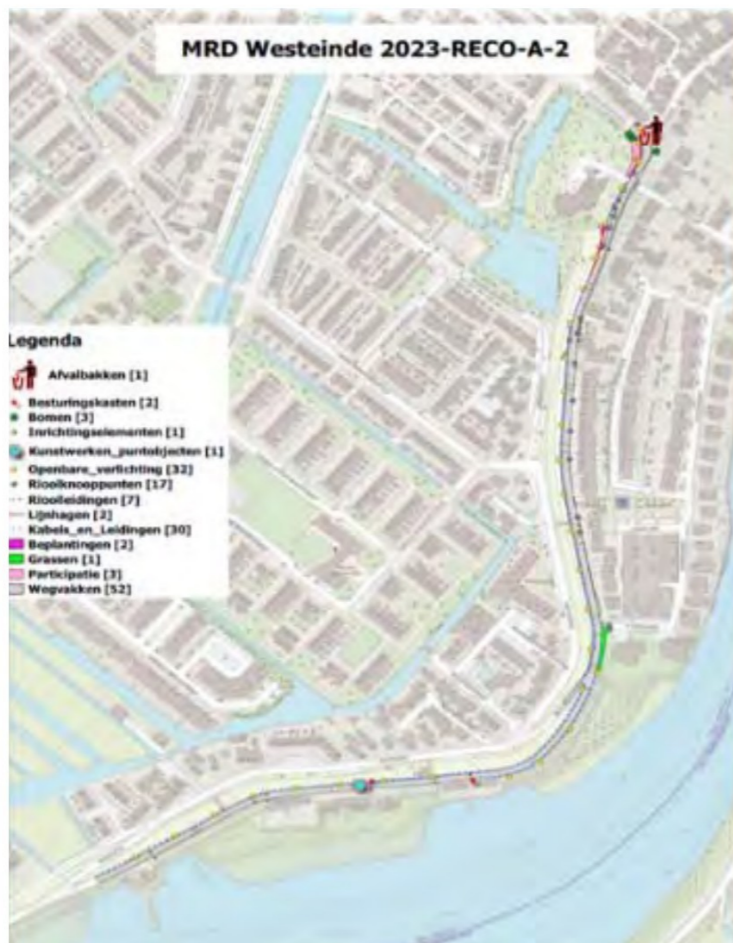 MRD Westeinde 2023-RECO-A-2
Legenda
Afvalbakken [1]
Besturingskasten [2]
Bomen [3]
Inrichtingselementen [1]
Kunstwerken_puntobjecten [1]
Openbare_verlichting [32]
Rioolknooppunten [17]
Rioolleidingen [7]
Lijnhagen [2]
Kabels_en_Leidingen [30]
Beplantingen [2]
Grassen [1]
Participatie [3]
Wegvakken [52]